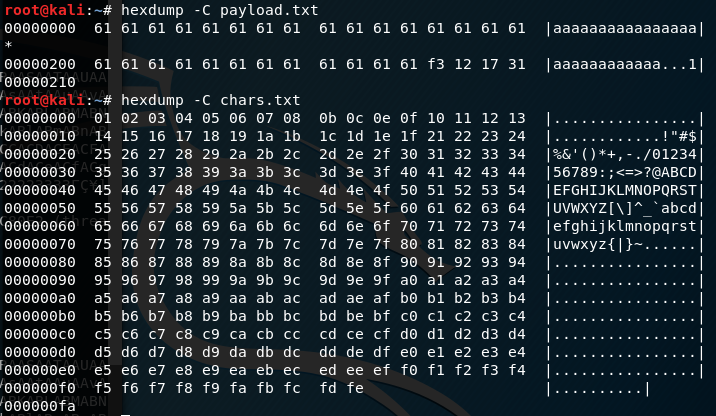 root@kali:~# hexdump -C payload.txt
00000000  61 61 61 61 61 61 61 61  61 61 61 61 61 61 61 61  |aaaaaaaaaaaaaaaa|
*
00000200  61 61 61 61 61 61 61 61  61 61 61 61 f3 12 17 31  |aaaaaaaaaaaa...1|
00000210
root@kali:~# hexdump -C chars.txt
00000000  01 02 03 04 05 06 07 08  0b 0c 0e 0f 10 11 12 13  |................|
00000010  14 15 16 17 18 19 1a 1b  1c 1d 1e 1f 21 22 23 24  |............!"#$|
00000020  25 26 27 28 29 2a 2b 2c  2d 2e 2f 30 31 32 33 34  |%&'()*+,-./01234|
00000030  35 36 37 38 39 3a 3b 3c  3d 3e 3f 40 41 42 43 44  |56789:;<=>?@ABCD|
00000040  45 46 47 48 49 4a 4b 4c  4d 4e 4f 50 51 52 53 54  |EFGHIJKLMNOPQRST|
00000050  55 56 57 58 59 5a 5b 5c  5d 5e 5f 60 61 62 63 64  |UVWXYZ[\]^_`abcd|
00000060  65 66 67 68 69 6a 6b 6c  6d 6e 6f 70 71 72 73 74  |efghijklmnopqrst|
00000070  75 76 77 78 79 7a 7b 7c  7d 7e 7f 80 81 82 83 84  |uvwxyz{|}~......|
00000080  85 86 87 88 89 8a 8b 8c  8d 8e 8f 90 91 92 93 94  |................|
00000090  95 96 97 98 99 9a 9b 9c  9d 9e 9f a0 a1 a2 a3 a4  |................|
000000a0  a5 a6 a7 a8 a9 aa ab ac  ad ae af b0 b1 b2 b3 b4  |................|
000000b0  b5 b6 b7 b8 b9 ba bb bc  bd be bf c0 c1 c2 c3 c4  |................|
000000c0  c5 c6 c7 c8 c9 ca cb cc  cd ce cf d0 d1 d2 d3 d4  |................|
000000d0  d5 d6 d7 d8 d9 da db dc  dd de df e0 e1 e2 e3 e4  |................|
000000e0  e5 e6 e7 e8 e9 ea eb ec  ed ee ef f0 f1 f2 f3 f4  |................|
000000f0  f5 f6 f7 f8 f9 fa fb fc  fd fe                    |..........|
000000fa